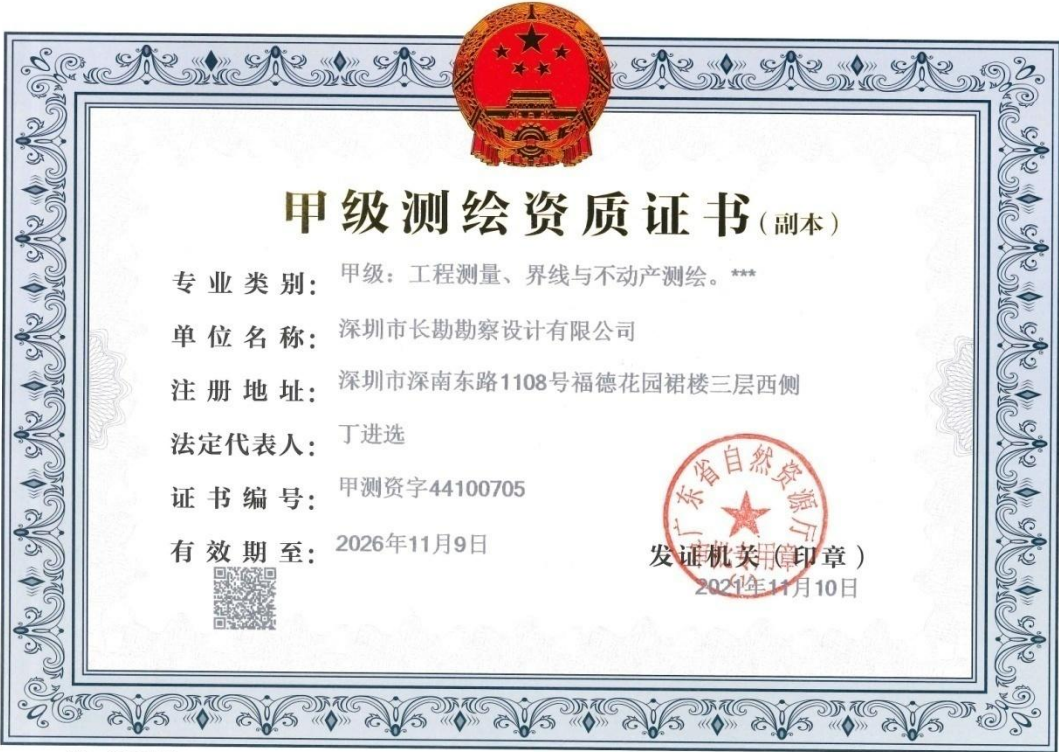 甲级测绘资质证书(副本)
专业类别: 甲级：工程测量、界线与不动产测绘。***
单位名称: 深圳市长勘勘察设计有限公司
注册地址: 深圳市深南东路1108号福德花园裙楼三层西侧
法定代表人: 丁进选
证书编号: 甲测资字44100705
有效期至: 2026年11月9日
广东省自然资源厅
发证机关(印章)
2021年11月10日